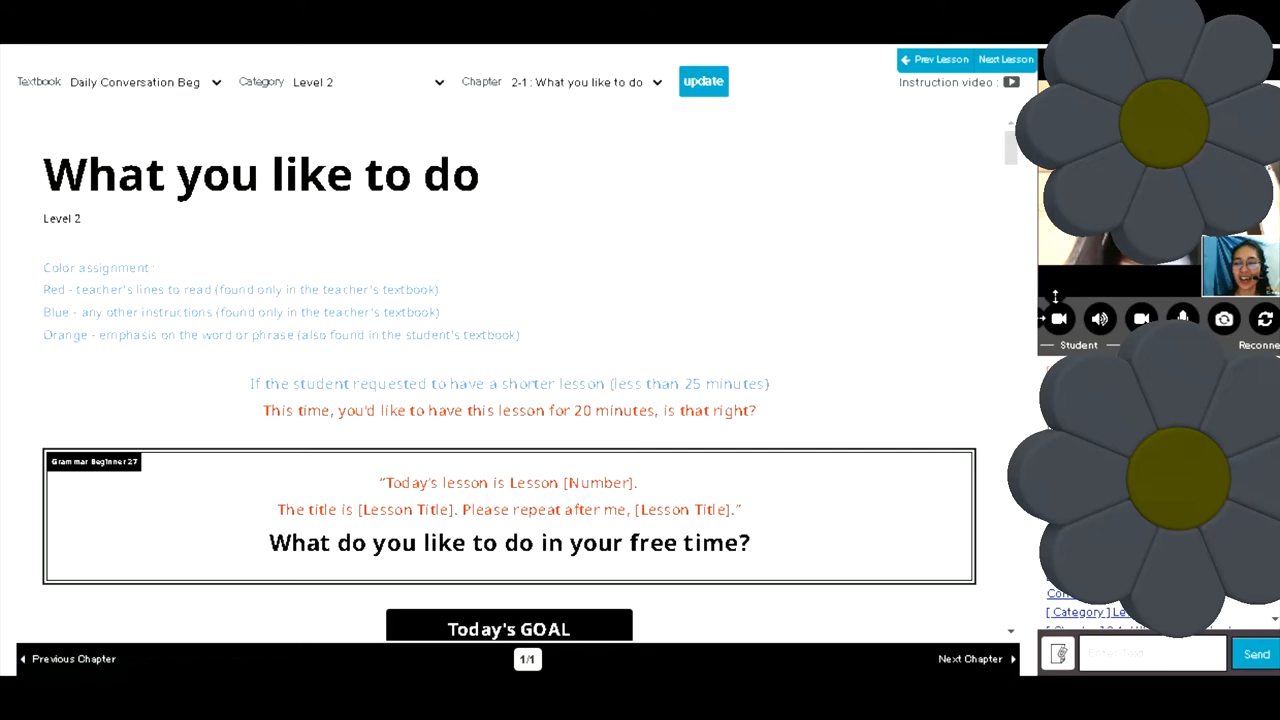 Prev Lesson Next Lesson
Textbook Daily Conversation Beg Category Level 2 Chapter 2-1 : What you like to do update Instruction video :
What you like to do
Level 2
Color assignment :
Red - teacher's lines to read (found only in the teacher's textbook)
Blue - any other instructions (found only in the teacher's textbook)
Orange - emphasis on the word or phrase (also found in the student's textbook)
If the student requested to have a shorter lesson (less than 25 minutes)
This time, you'd like to have this lesson for 20 minutes, is that right?
Grammar Beginner 27
“Today's lesson is Lesson [Number].
The title is [Lesson Title]. Please repeat after me, [Lesson Title].”
What do you like to do in your free time?
Today's GOAL
Previous Chapter 1/1 Next Chapter
Student
Reconne
[ Category ]
Enter Text Send